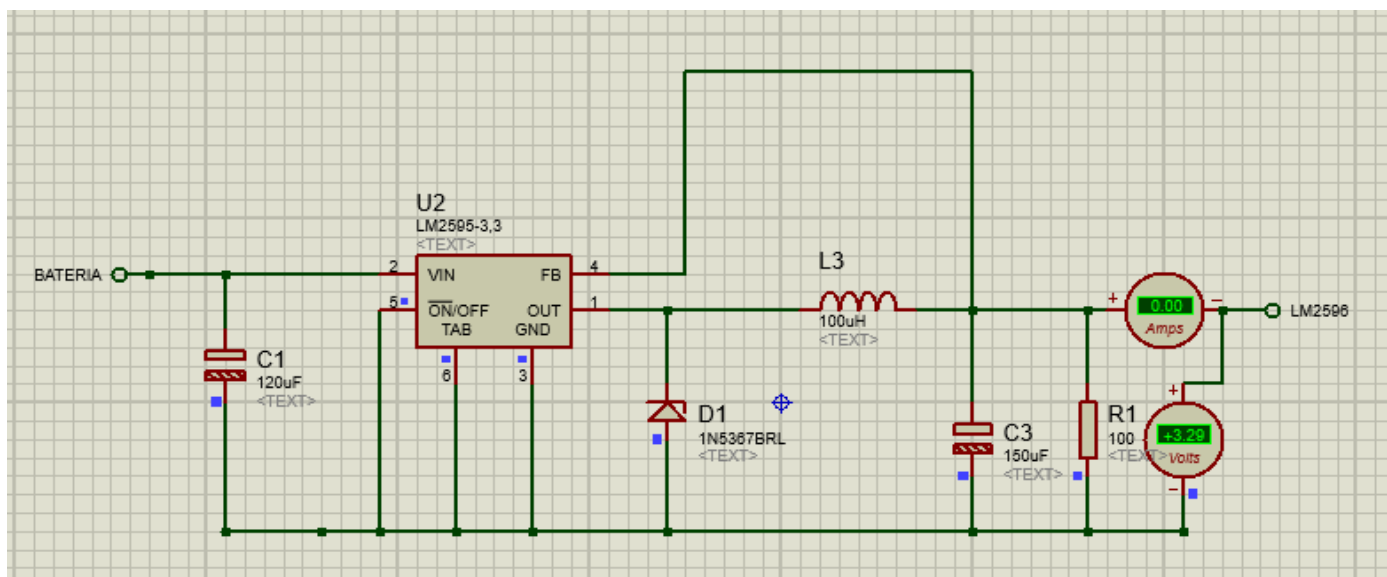 U2
LM2595-3,3
<TEXT>
BATERIA
2
VIN
FB
4
5
ON/OFF
OUT
1
TAB
GND
6
3
C1
120uF
<TEXT>
L3
100uH
<TEXT>
D1
1N5367BRL
<TEXT>
C3
150uF
<TEXT>
R1
100
<TEXT>
+
0.00
Amps
−
LM2596
+
+3.29
Volts
−